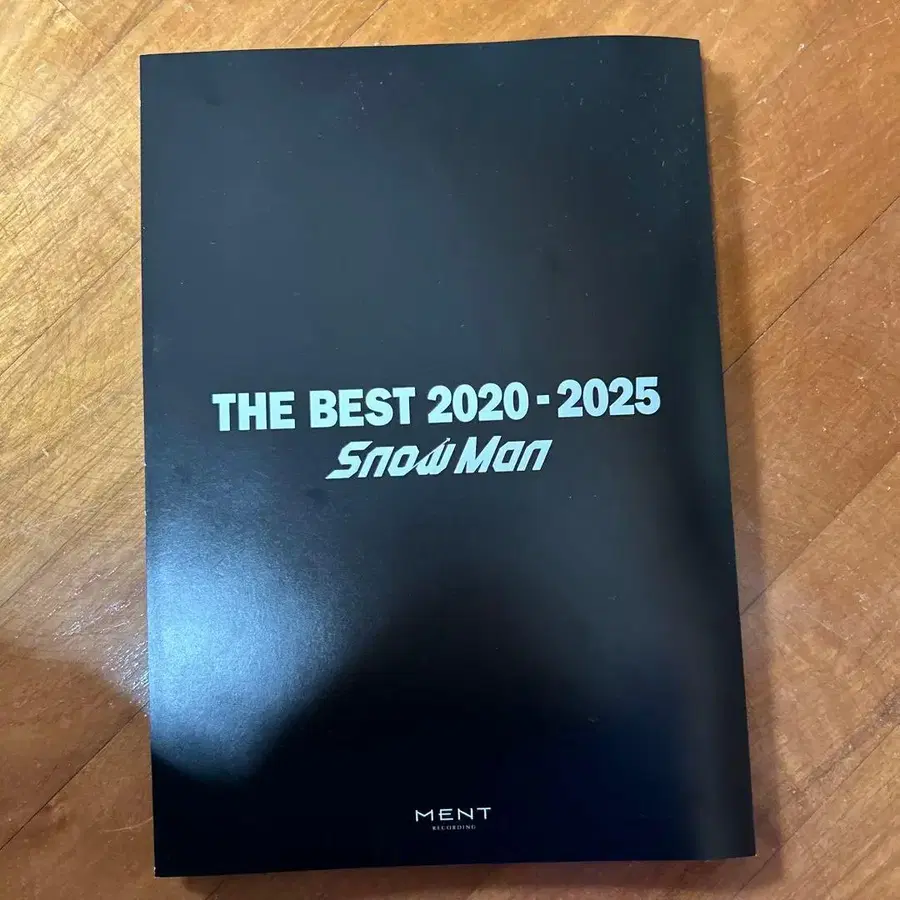 THE BEST 2020-2025
Snow Man
MENT
RECORDING